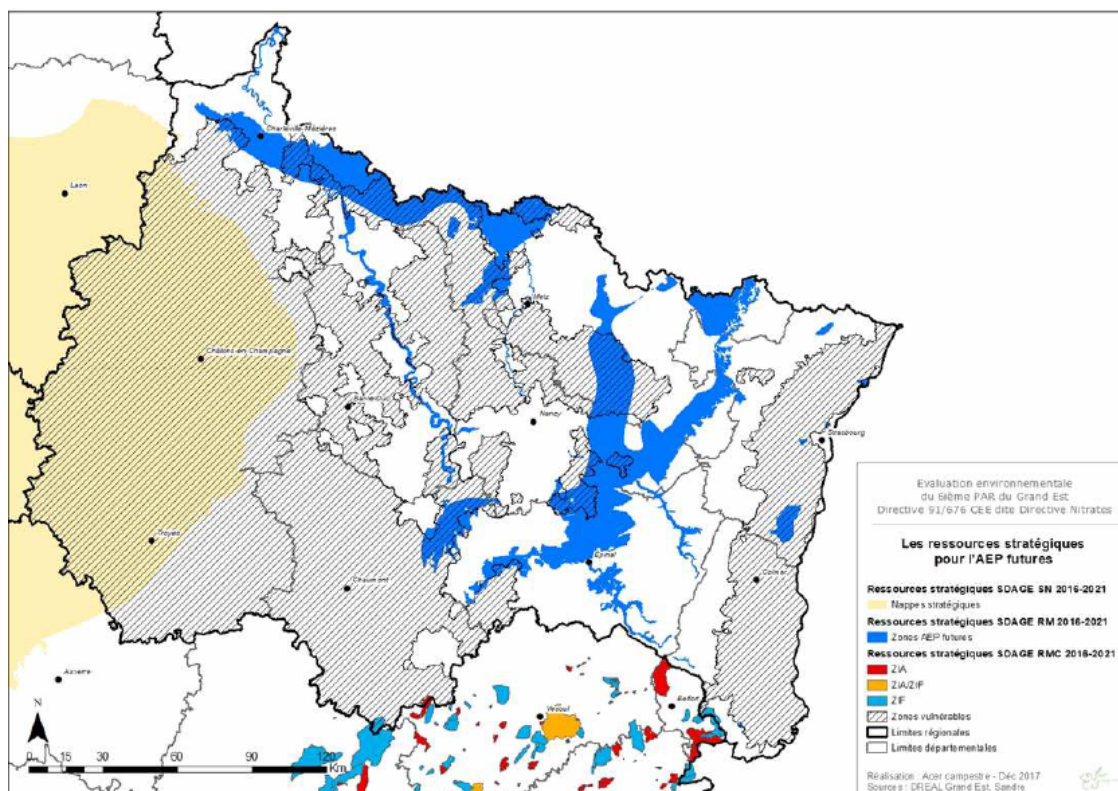 Charleville-Mézières
Laon
Metz
Châlons-en-Champagne
Bar-le-Duc
Nancy
Strasbourg
Troyes
Epinal
Chaumont
Colmar
Auxerre
Vesoul
Belfort
N
0 15 30 60 90 120
Km
Evaluation environnementale
du 6ième PAR du Grand Est
Directive 91/676 CEE dite Directive Nitrates
Les ressources stratégiques
pour l'AEP futures
Ressources stratégiques SDAGE SN 2016-2021
Nappes stratégiques
Ressources stratégiques SDAGE RM 2016-2021
Zones AEP futures
Ressources stratégiques SDAGE RMC 2016-2021
ZIA
ZIA/ZIF
ZIF
Zones vulnérables
Limites régionales
Limites départementales
Réalisation : Acer campestre - Déc 2017
Sources : DREAL Grand Est, Sandre